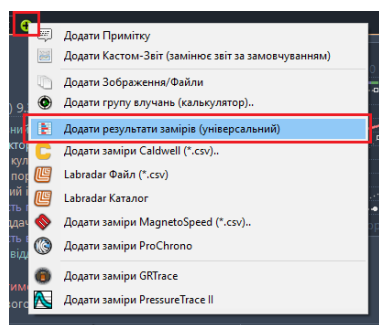 Додати Примітку
Додати Кастом-Звіт (замінює звіт за замовчуванням)
Додати Зображення/Файли
Додати групу влучань (калькулятор)..
Додати результати замірів (універсальний)
Додати заміри Caldwell (*.csv)..
Labradar Файл (*.csv)
Labradar Каталог
Додати заміри MagnetoSpeed (*.csv)..
Додати заміри ProChrono
Додати заміри GRTrace
Додати заміри PressureTrace II